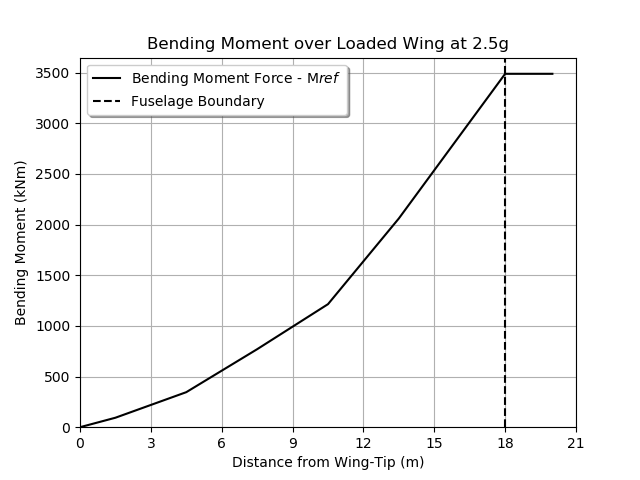 Bending Moment over Loaded Wing at 2.5g
Bending Moment Force - Mref
Fuselage Boundary
Bending Moment (kNm)
3500
3000
2500
2000
1500
1000
500
0
0 3 6 9 12 15 18 21
Distance from Wing-Tip (m)